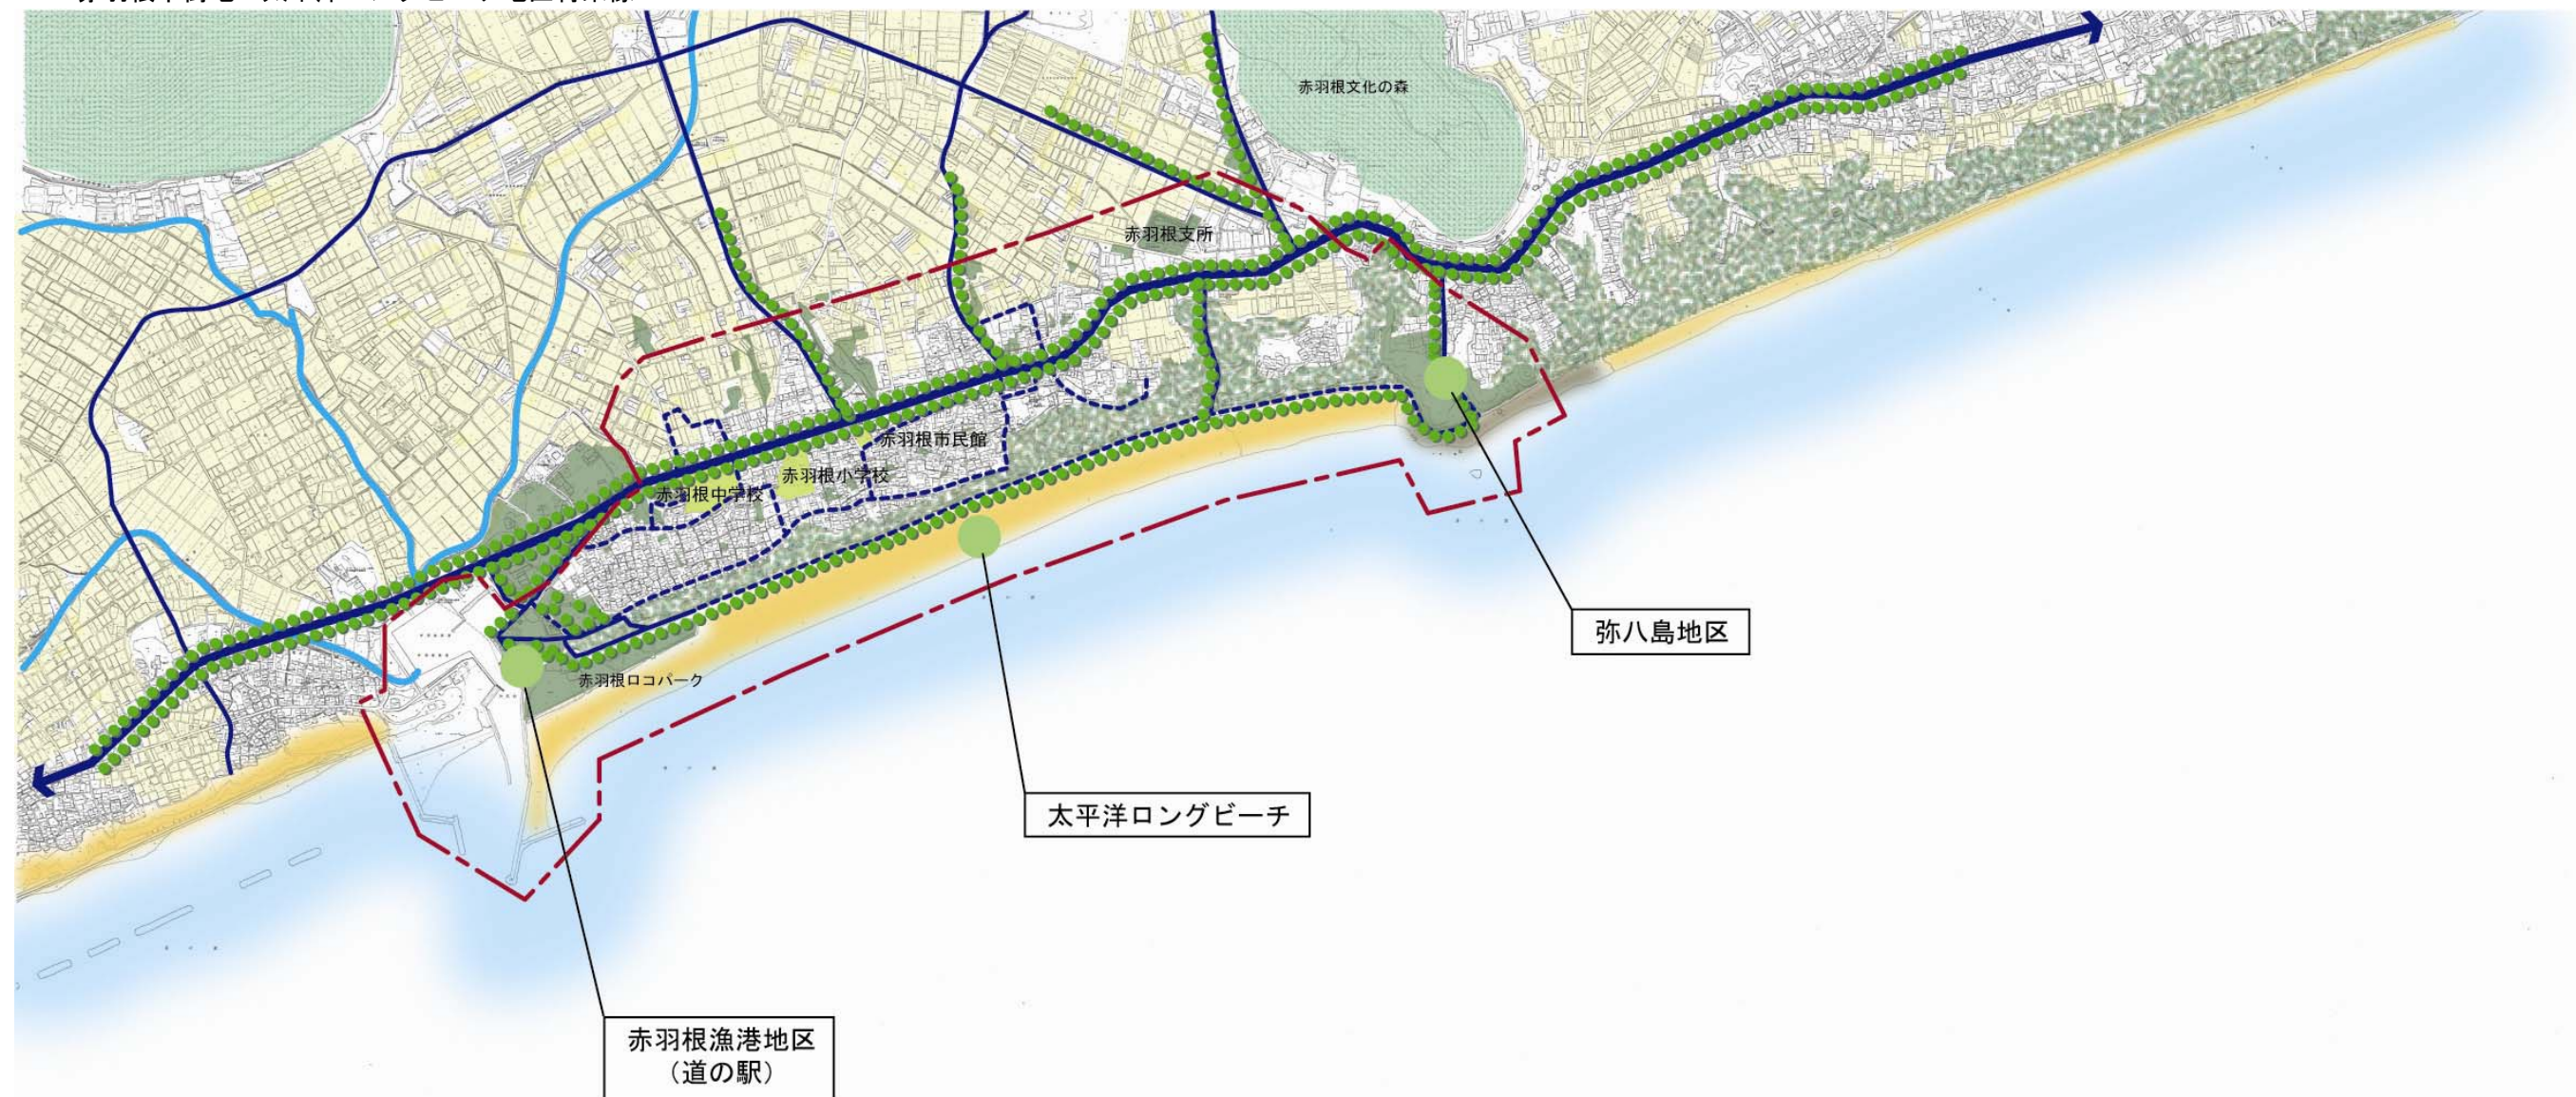 赤羽根文化の森
赤羽根支所
赤羽根市民館
赤羽根小学校
赤羽根中学校
赤羽根ロコパーク
弥八島地区
太平洋ロングビーチ
赤羽根漁港地区
（道の駅）